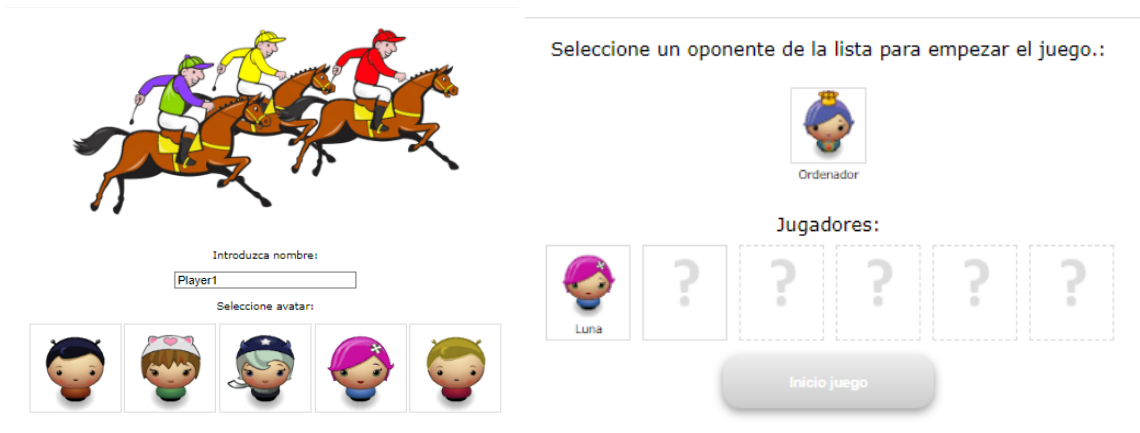 Introduzca nombre:
Player1
Seleccione avatar:
Seleccione un oponente de la lista para empezar el juego.:
Ordenador
Jugadores:
? ? ? ? ?
Luna
Inicio juego